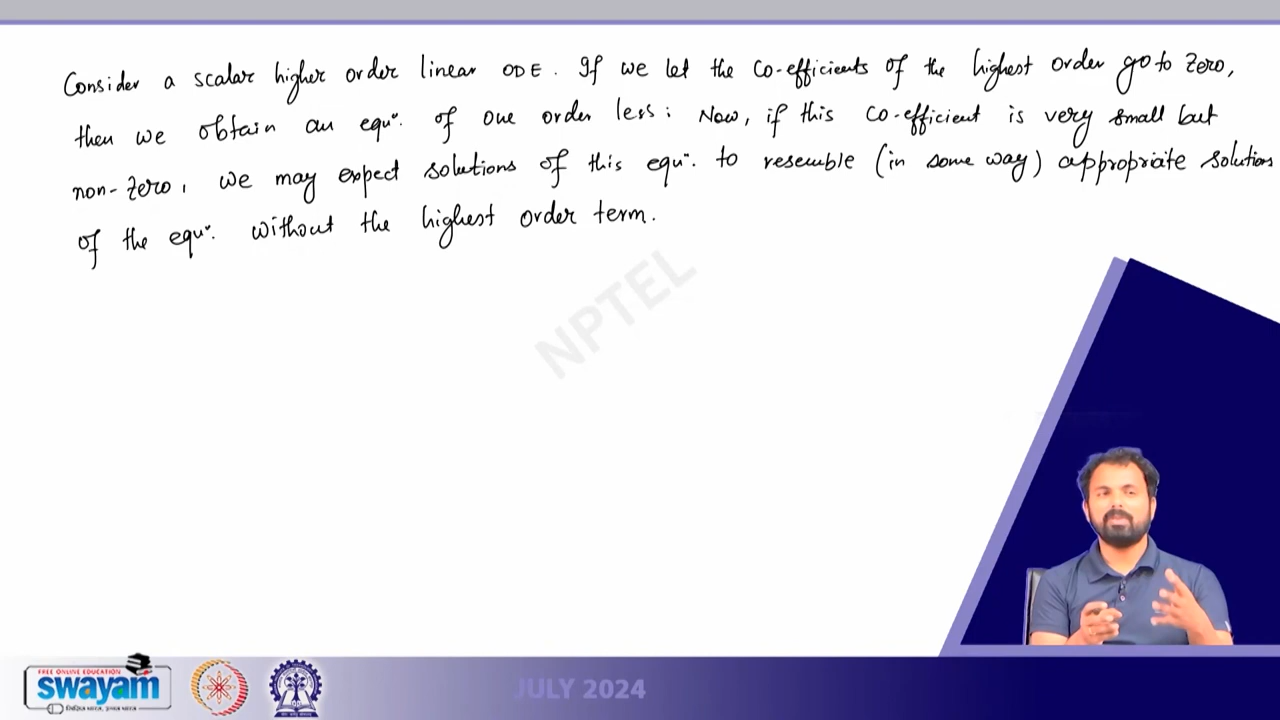 Consider a scalar higher order linear ODE. If we let the co-efficients of the highest order go to zero,
then we obtain an equⁿ. of one order less: Now, if this co-efficient is very small but
non-zero, we may expect solutions of this equⁿ. to resemble (in some way) appropriate solutions
of the equⁿ. without the highest order term.
NPTEL
FREE ONLINE EDUCATION
swayam
JULY 2024